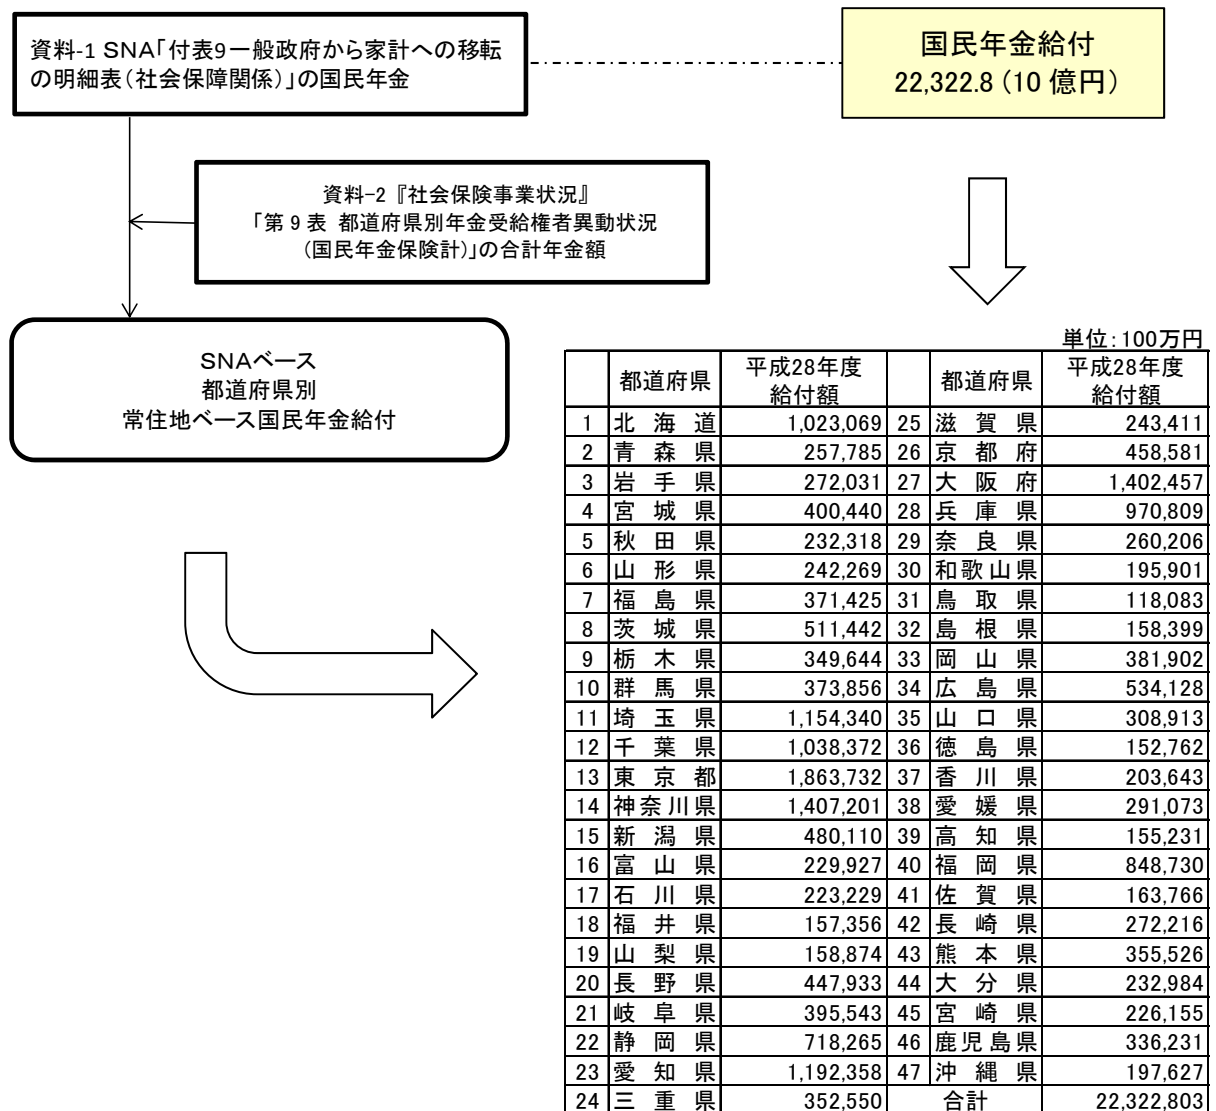 資料-1 SNA「付表9一般政府から家計への移転
の明細表(社会保障関係)」の国民年金
国民年金給付
22,322.8(10 億円)
資料-2『社会保険事業状況』
「第 9 表 都道府県別年金受給権者異動状況
(国民年金保険計)」の合計年金額
SNAベース
都道府県別
常住地ベース国民年金給付
単位:100万円
都道府県 平成28年度給付額 都道府県 平成28年度給付額
1 北海道 1,023,069 25 滋賀県 243,411
2 青森県 257,785 26 京都府 458,581
3 岩手県 272,031 27 大阪府 1,402,457
4 宮城県 400,440 28 兵庫県 970,809
5 秋田県 232,318 29 奈良県 260,206
6 山形県 242,269 30 和歌山県 195,901
7 福島県 371,425 31 鳥取県 118,083
8 茨城県 511,442 32 島根県 158,399
9 栃木県 349,644 33 岡山県 381,902
10 群馬県 373,856 34 広島県 534,128
11 埼玉県 1,154,340 35 山口県 308,913
12 千葉県 1,038,372 36 徳島県 152,762
13 東京都 1,863,732 37 香川県 203,643
14 神奈川県 1,407,201 38 愛媛県 291,073
15 新潟県 480,110 39 高知県 155,231
16 富山県 229,927 40 福岡県 848,730
17 石川県 223,229 41 佐賀県 163,766
18 福井県 157,356 42 長崎県 272,216
19 山梨県 158,874 43 熊本県 355,526
20 長野県 447,933 44 大分県 232,984
21 岐阜県 395,543 45 宮崎県 226,155
22 静岡県 718,265 46 鹿児島県 336,231
23 愛知県 1,192,358 47 沖縄県 197,627
24 三重県 352,550 合計 22,322,803